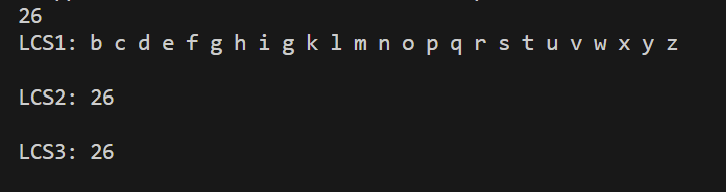 26
LCS1: b c d e f g h i g k l m n o p q r s t u v w x y z
LCS2: 26
LCS3: 26